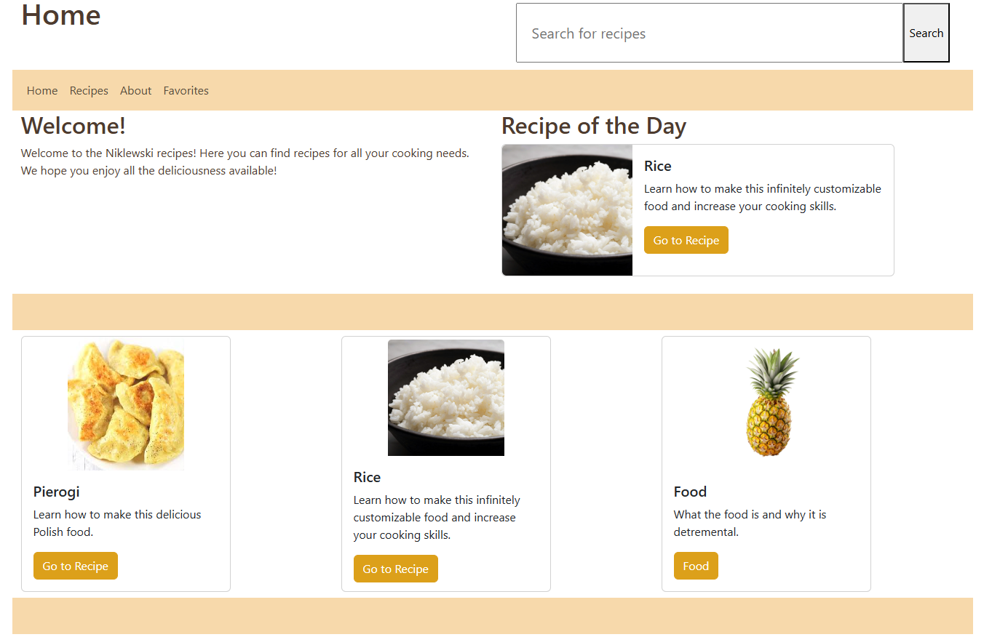 Home
Search for recipes
Search
Home Recipes About Favorites
Welcome!
Welcome to the Niklewski recipes! Here you can find recipes for all your cooking needs.
We hope you enjoy all the deliciousness available!
Recipe of the Day
Rice
Learn how to make this infinitely customizable
food and increase your cooking skills.
Go to Recipe
Pierogi
Learn how to make this delicious
Polish food.
Go to Recipe
Rice
Learn how to make this infinitely
customizable food and increase
your cooking skills.
Go to Recipe
Food
What the food is and why it is
detremental.
Food